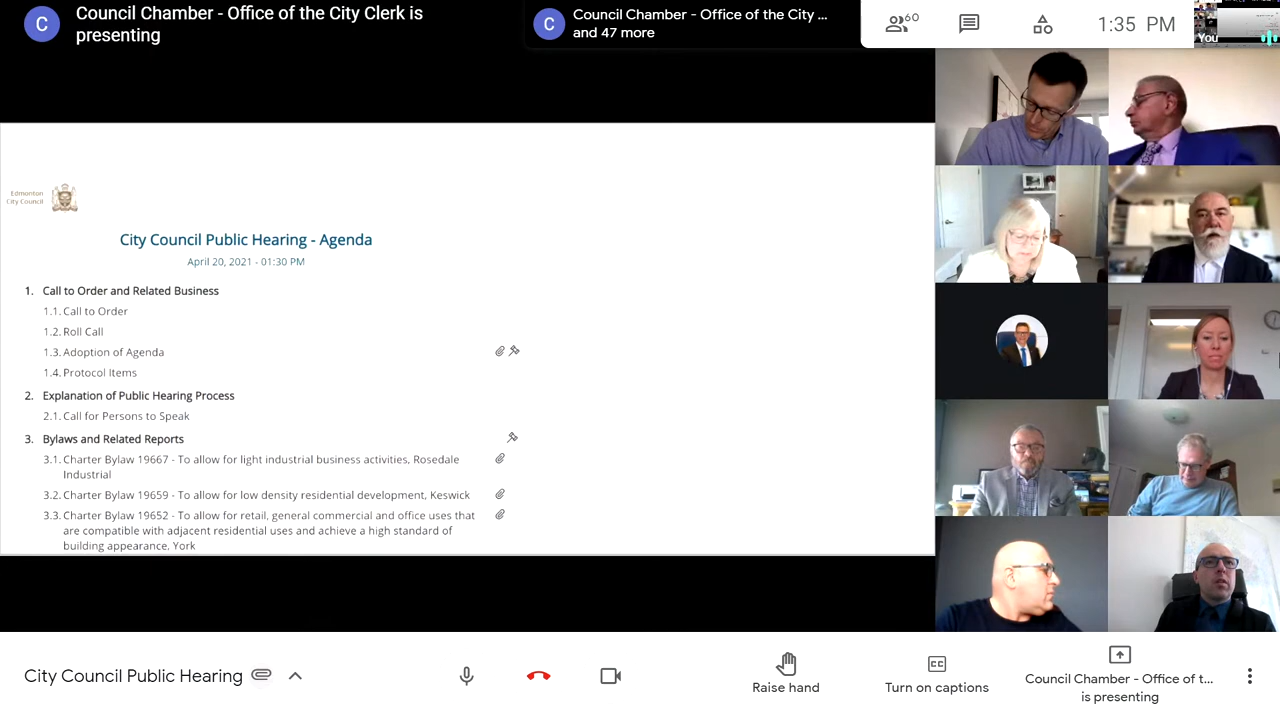 Council Chamber - Office of the City Clerk is
presenting
C
C
Council Chamber - Office of the City ...
and 47 more
60
1:35 PM
You
Edmonton
City Council
City Council Public Hearing - Agenda
April 20, 2021 - 01:30 PM
1. Call to Order and Related Business
1.1. Call to Order
1.2. Roll Call
1.3. Adoption of Agenda
1.4. Protocol Items
2. Explanation of Public Hearing Process
2.1. Call for Persons to Speak
3. Bylaws and Related Reports
3.1. Charter Bylaw 19667 - To allow for light industrial business activities, Rosedale
Industrial
3.2. Charter Bylaw 19659 - To allow for low density residential development, Keswick
3.3. Charter Bylaw 19652 - To allow for retail, general commercial and office uses that
are compatible with adjacent residential uses and achieve a high standard of
building appearance, York
City Council Public Hearing
Raise hand
CC
Turn on captions
Council Chamber - Office of t...
is presenting